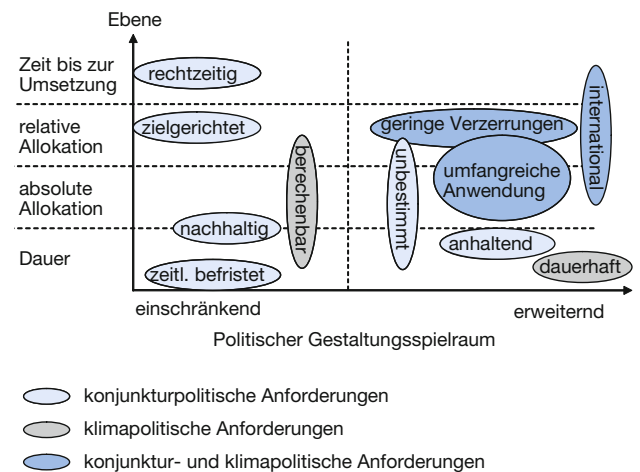 Ebene
Zeit bis zur
Umsetzung
rechtzeitig
relative
Allokation
zielgerichtet
geringe Verzerrungen
international
absolute
Allokation
berechenbar
unbestimmt
umfangreiche
Anwendung
nachhaltig
anhaltend
Dauer
zeitl. befristet
dauerhaft
einschränkend
erweiternd
Politischer Gestaltungsspielraum
konjunkturpolitische Anforderungen
klimapolitische Anforderungen
konjunktur- und klimapolitische Anforderungen